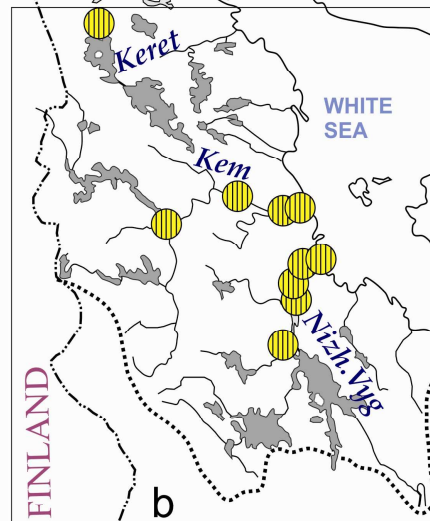 Keret
WHITE
SEA
Kem
Nizh.Vyg
FINLAND
b